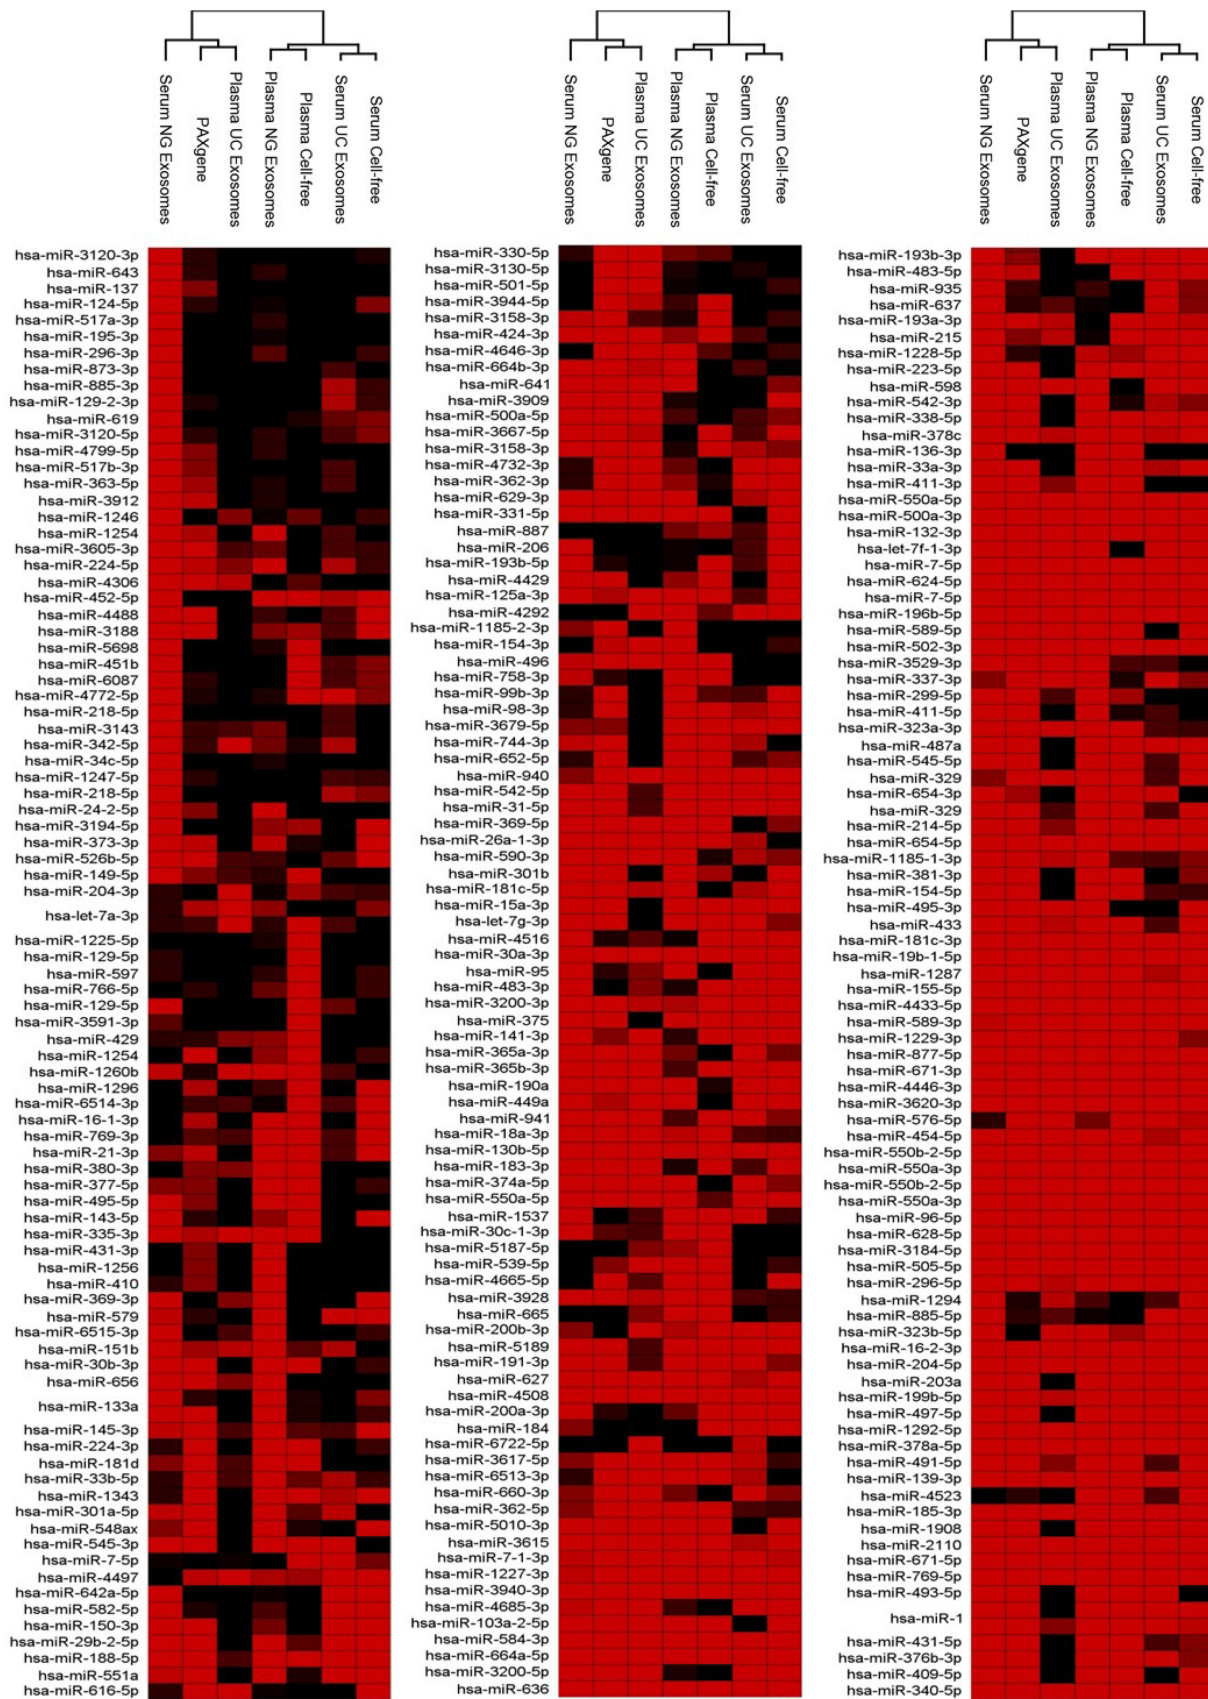 Serum NG Exosomes
PAXgene
Plasma UC Exosomes
Plasma NG Exosomes
Plasma Cell-free
Serum UC Exosomes
Serum Cell-free
hsa-miR-3120-3p
hsa-miR-643
hsa-miR-137
hsa-miR-124-5p
hsa-miR-517a-3p
hsa-miR-195-3p
hsa-miR-296-3p
hsa-miR-873-3p
hsa-miR-885-3p
hsa-miR-129-2-3p
hsa-miR-619
hsa-miR-3120-5p
hsa-miR-4799-5p
hsa-miR-517b-3p
hsa-miR-363-5p
hsa-miR-3912
hsa-miR-1246
hsa-miR-1254
hsa-miR-3605-3p
hsa-miR-224-5p
hsa-miR-4306
hsa-miR-452-5p
hsa-miR-4488
hsa-miR-3188
hsa-miR-5698
hsa-miR-451b
hsa-miR-6087
hsa-miR-4772-5p
hsa-miR-218-5p
hsa-miR-3143
hsa-miR-342-5p
hsa-miR-34c-5p
hsa-miR-1247-5p
hsa-miR-218-5p
hsa-miR-24-2-5p
hsa-miR-3194-5p
hsa-miR-373-3p
hsa-miR-526b-5p
hsa-miR-149-5p
hsa-miR-204-3p
hsa-let-7a-3p
hsa-miR-1225-5p
hsa-miR-129-5p
hsa-miR-597
hsa-miR-766-5p
hsa-miR-129-5p
hsa-miR-3591-3p
hsa-miR-429
hsa-miR-1254
hsa-miR-1260b
hsa-miR-1296
hsa-miR-6514-3p
hsa-miR-16-1-3p
hsa-miR-769-3p
hsa-miR-21-3p
hsa-miR-380-3p
hsa-miR-377-5p
hsa-miR-495-5p
hsa-miR-143-5p
hsa-miR-335-3p
hsa-miR-431-3p
hsa-miR-1256
hsa-miR-410
hsa-miR-369-3p
hsa-miR-579
hsa-miR-6515-3p
hsa-miR-151b
hsa-miR-30b-3p
hsa-miR-656
hsa-miR-133a
hsa-miR-145-3p
hsa-miR-224-3p
hsa-miR-181d
hsa-miR-33b-5p
hsa-miR-1343
hsa-miR-301a-5p
hsa-miR-548ax
hsa-miR-545-3p
hsa-miR-7-5p
hsa-miR-4497
hsa-miR-642a-5p
hsa-miR-582-5p
hsa-miR-150-3p
hsa-miR-29b-2-5p
hsa-miR-188-5p
hsa-miR-551a
hsa-miR-616-5p
Serum NG Exosomes
PAXgene
Plasma UC Exosomes
Plasma NG Exosomes
Plasma Cell-free
Serum UC Exosomes
Serum Cell-free
hsa-miR-330-5p
hsa-miR-3130-5p
hsa-miR-501-5p
hsa-miR-3944-5p
hsa-miR-3158-3p
hsa-miR-424-3p
hsa-miR-4646-3p
hsa-miR-664b-3p
hsa-miR-641
hsa-miR-3909
hsa-miR-500a-5p
hsa-miR-3667-5p
hsa-miR-3158-3p
hsa-miR-4732-3p
hsa-miR-362-3p
hsa-miR-629-3p
hsa-miR-331-5p
hsa-miR-887
hsa-miR-206
hsa-miR-193b-5p
hsa-miR-4429
hsa-miR-125a-3p
hsa-miR-4292
hsa-miR-1185-2-3p
hsa-miR-154-3p
hsa-miR-496
hsa-miR-758-3p
hsa-miR-99b-3p
hsa-miR-98-3p
hsa-miR-3679-5p
hsa-miR-744-3p
hsa-miR-652-5p
hsa-miR-940
hsa-miR-542-5p
hsa-miR-31-5p
hsa-miR-369-5p
hsa-miR-26a-1-3p
hsa-miR-590-3p
hsa-miR-301b
hsa-miR-181c-5p
hsa-miR-15a-3p
hsa-let-7g-3p
hsa-miR-4516
hsa-miR-30a-3p
hsa-miR-95
hsa-miR-483-3p
hsa-miR-3200-3p
hsa-miR-375
hsa-miR-141-3p
hsa-miR-365a-3p
hsa-miR-365b-3p
hsa-miR-190a
hsa-miR-449a
hsa-miR-941
hsa-miR-18a-3p
hsa-miR-130b-5p
hsa-miR-183-3p
hsa-miR-374a-5p
hsa-miR-550a-5p
hsa-miR-1537
hsa-miR-30c-1-3p
hsa-miR-5187-5p
hsa-miR-539-5p
hsa-miR-4665-5p
hsa-miR-3928
hsa-miR-665
hsa-miR-200b-3p
hsa-miR-5189
hsa-miR-191-3p
hsa-miR-627
hsa-miR-4508
hsa-miR-200a-3p
hsa-miR-184
hsa-miR-6722-5p
hsa-miR-3617-5p
hsa-miR-6513-3p
hsa-miR-660-3p
hsa-miR-362-5p
hsa-miR-5010-3p
hsa-miR-3615
hsa-miR-7-1-3p
hsa-miR-1227-3p
hsa-miR-3940-3p
hsa-miR-4685-3p
hsa-miR-103a-2-5p
hsa-miR-584-3p
hsa-miR-664a-5p
hsa-miR-3200-5p
hsa-miR-636
Serum NG Exosomes
PAXgene
Plasma UC Exosomes
Plasma NG Exosomes
Plasma Cell-free
Serum UC Exosomes
Serum Cell-free
hsa-miR-193b-3p
hsa-miR-483-5p
hsa-miR-935
hsa-miR-637
hsa-miR-193a-3p
hsa-miR-215
hsa-miR-1228-5p
hsa-miR-223-5p
hsa-miR-598
hsa-miR-542-3p
hsa-miR-338-5p
hsa-miR-378c
hsa-miR-136-3p
hsa-miR-33a-3p
hsa-miR-411-3p
hsa-miR-550a-5p
hsa-miR-500a-3p
hsa-miR-132-3p
hsa-let-7f-1-3p
hsa-miR-7-5p
hsa-miR-624-5p
hsa-miR-7-5p
hsa-miR-196b-5p
hsa-miR-589-5p
hsa-miR-502-3p
hsa-miR-3529-3p
hsa-miR-337-3p
hsa-miR-299-5p
hsa-miR-411-5p
hsa-miR-323a-3p
hsa-miR-487a
hsa-miR-545-5p
hsa-miR-329
hsa-miR-654-3p
hsa-miR-329
hsa-miR-214-5p
hsa-miR-654-5p
hsa-miR-1185-1-3p
hsa-miR-381-3p
hsa-miR-154-5p
hsa-miR-495-3p
hsa-miR-433
hsa-miR-181c-3p
hsa-miR-19b-1-5p
hsa-miR-1287
hsa-miR-155-5p
hsa-miR-4433-5p
hsa-miR-589-3p
hsa-miR-1229-3p
hsa-miR-877-5p
hsa-miR-671-3p
hsa-miR-4446-3p
hsa-miR-3620-3p
hsa-miR-576-5p
hsa-miR-454-5p
hsa-miR-550b-2-5p
hsa-miR-550a-3p
hsa-miR-550b-2-5p
hsa-miR-550a-3p
hsa-miR-96-5p
hsa-miR-628-5p
hsa-miR-3184-5p
hsa-miR-505-5p
hsa-miR-296-5p
hsa-miR-1294
hsa-miR-885-5p
hsa-miR-323b-5p
hsa-miR-16-2-3p
hsa-miR-204-5p
hsa-miR-203a
hsa-miR-199b-5p
hsa-miR-497-5p
hsa-miR-1292-5p
hsa-miR-378a-5p
hsa-miR-491-5p
hsa-miR-139-3p
hsa-miR-4523
hsa-miR-185-3p
hsa-miR-1908
hsa-miR-2110
hsa-miR-671-5p
hsa-miR-769-5p
hsa-miR-493-5p
hsa-miR-1
hsa-miR-431-5p
hsa-miR-376b-3p
hsa-miR-409-5p
hsa-miR-340-5p